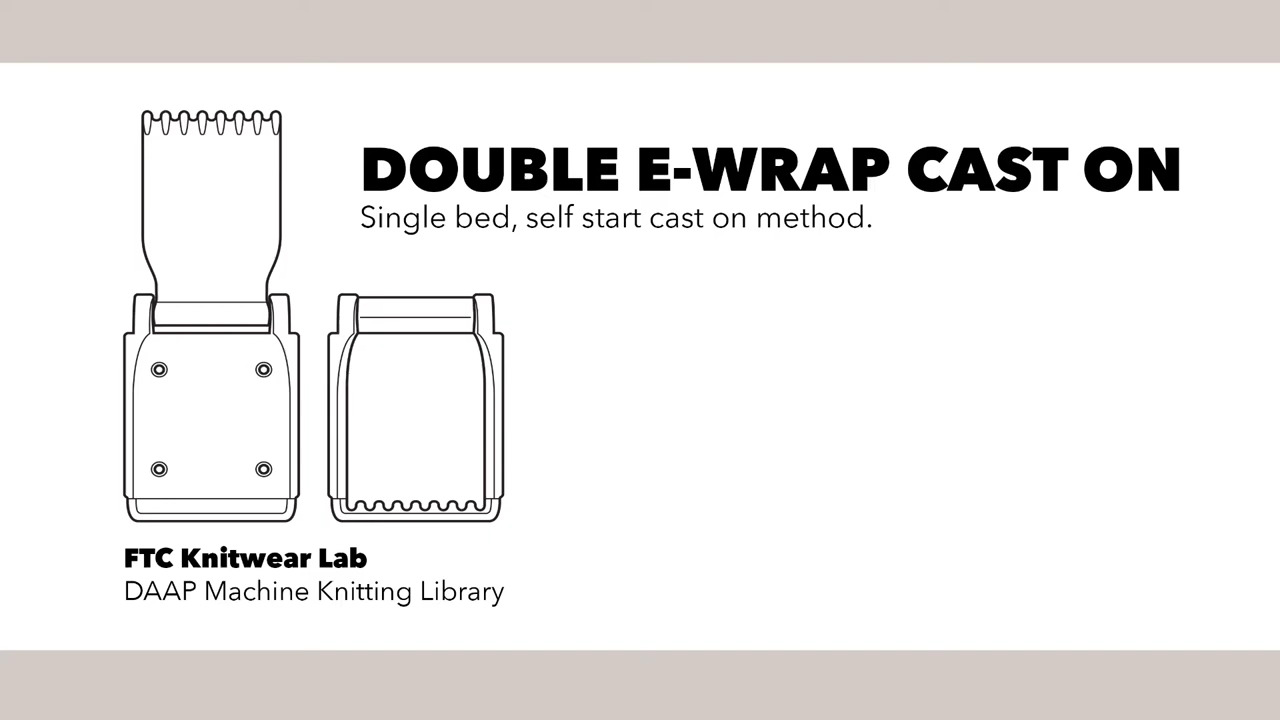 DOUBLE E-WRAP CAST ON
Single bed, self start cast on method.
FTC Knitwear Lab
DAAP Machine Knitting Library